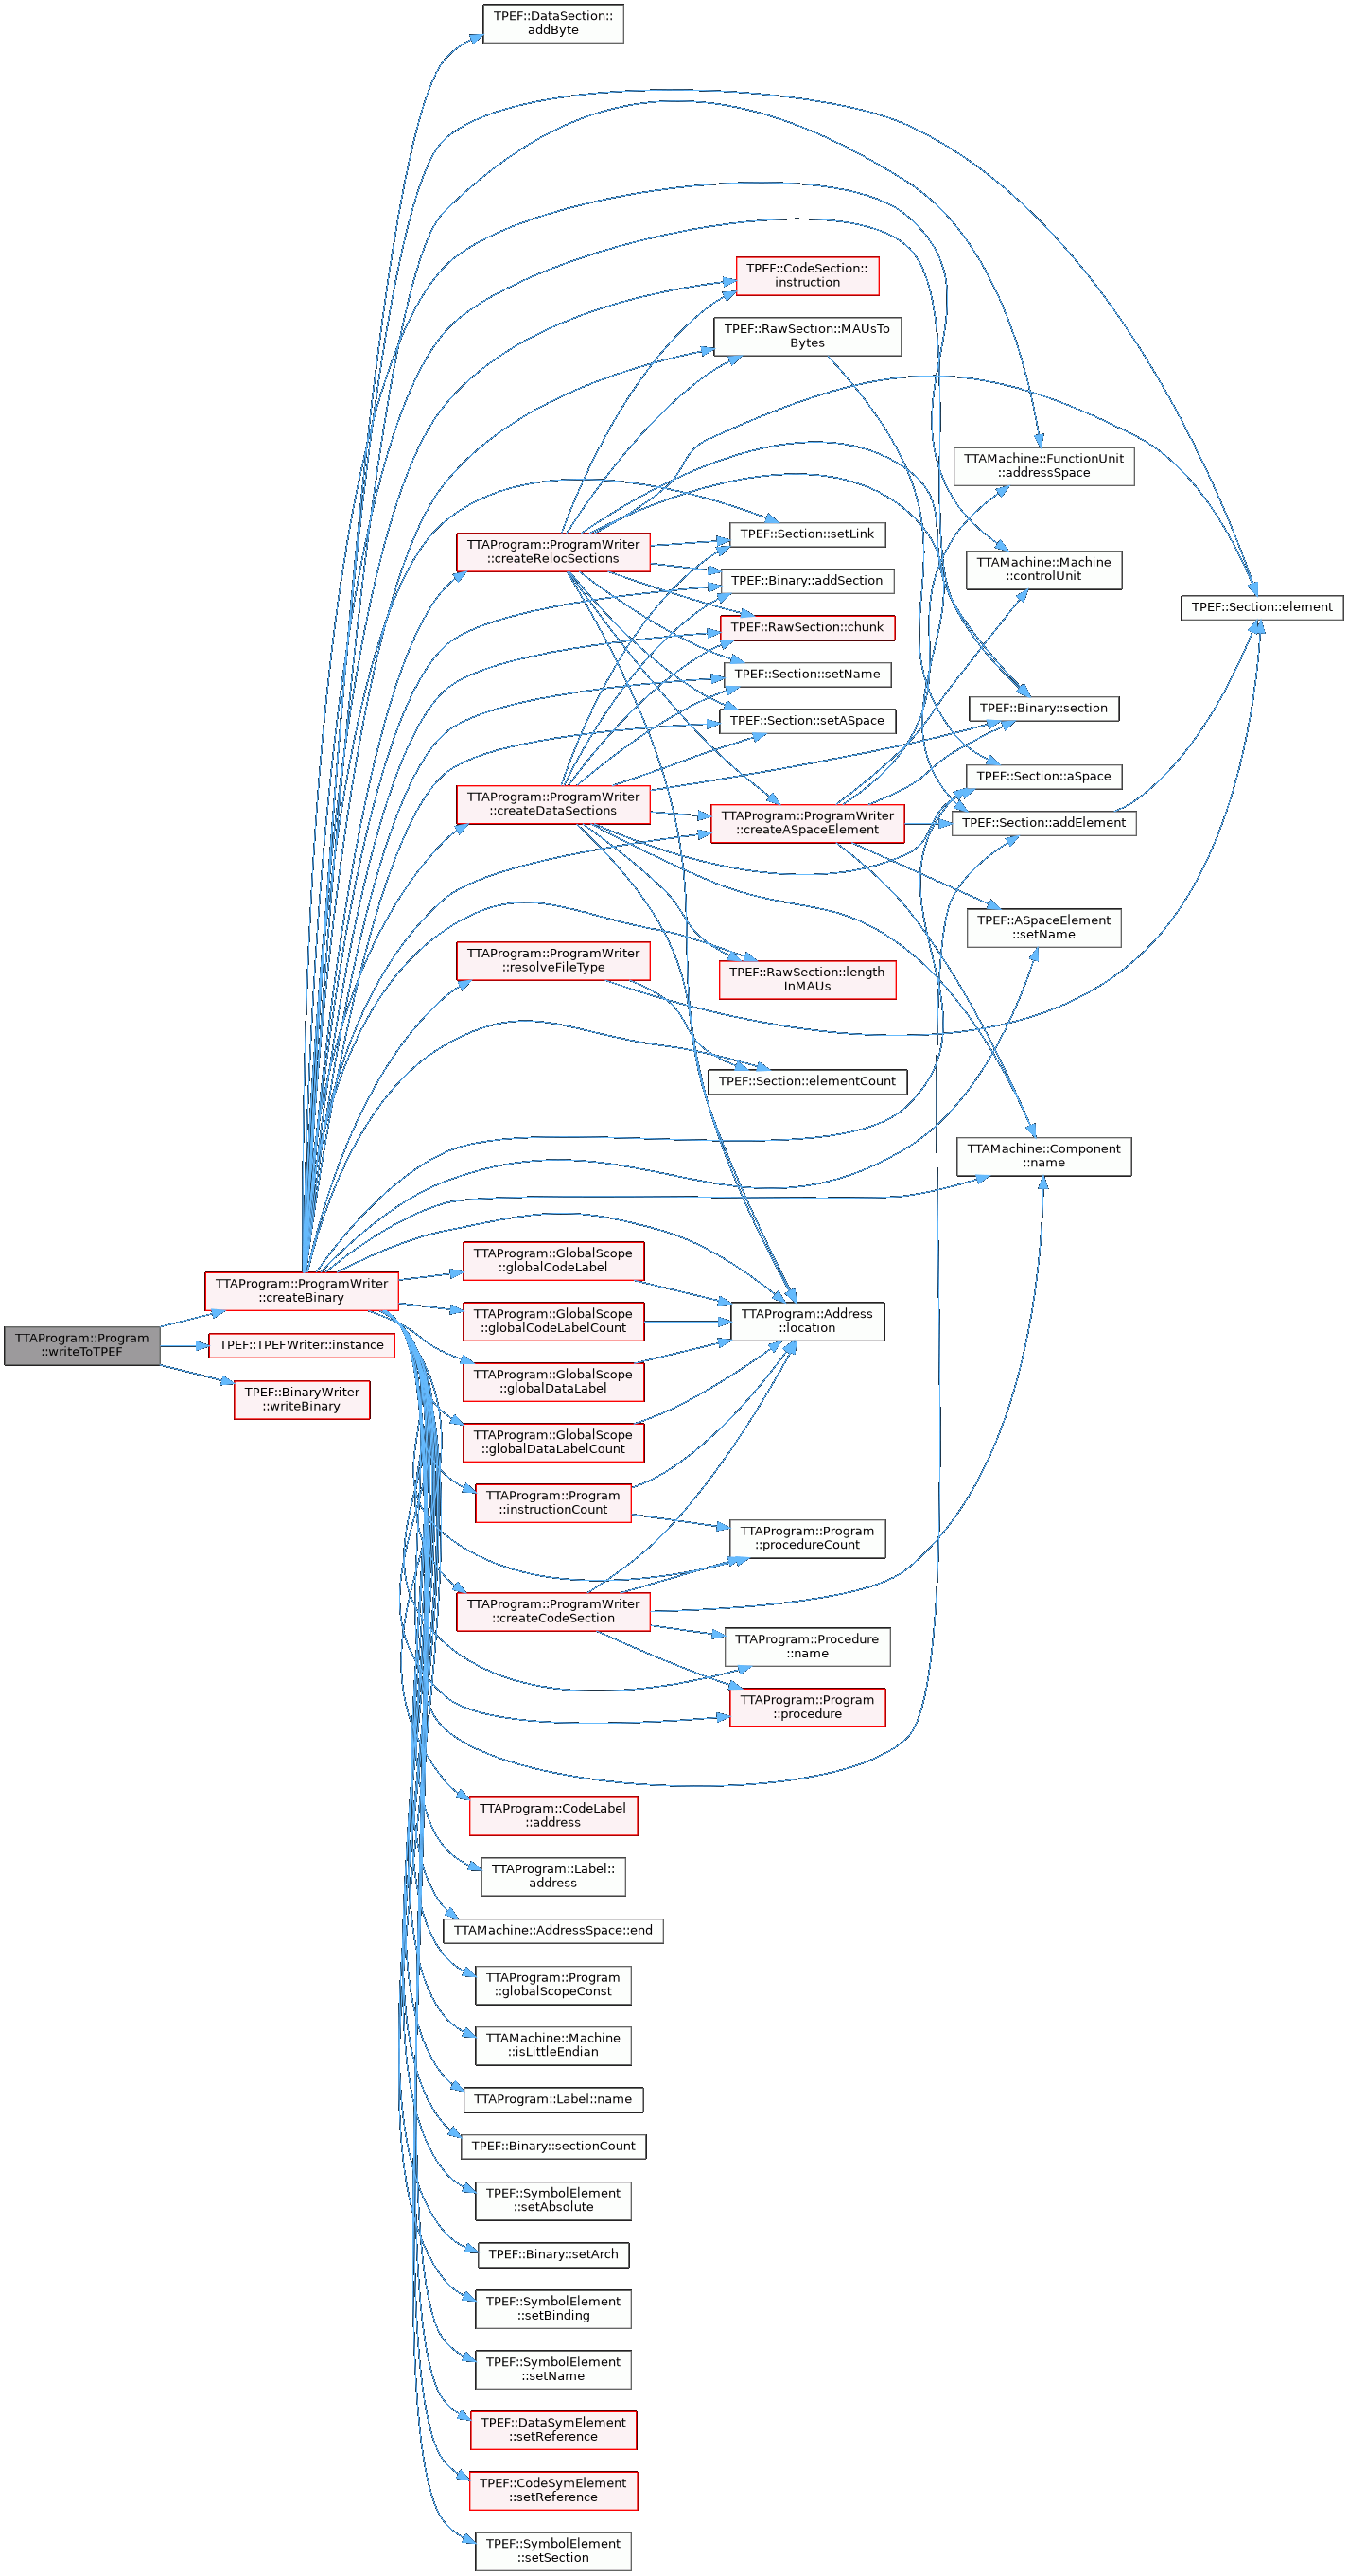 TPEF::DataSection::
addByte
TPEF::CodeSection::
instruction
TPEF::RawSection::MAUsTo
Bytes
TTAMachine::FunctionUnit
::addressSpace
TTAProgram::ProgramWriter
::createRelocSections
TPEF::Section::setLink
TTAMachine::Machine
::controlUnit
TPEF::Binary::addSection
TPEF::Section::element
TPEF::RawSection::chunk
TPEF::Section::setName
TPEF::Binary::section
TPEF::Section::setASpace
TPEF::Section::aSpace
TTAProgram::ProgramWriter
::createDataSections
TTAProgram::ProgramWriter
::createASpaceElement
TPEF::Section::addElement
TPEF::ASpaceElement
::setName
TTAProgram::ProgramWriter
::resolveFileType
TPEF::RawSection::length
InMAUs
TPEF::Section::elementCount
TTAMachine::Component
::name
TTAProgram::GlobalScope
::globalCodeLabel
TTAProgram::ProgramWriter
::createBinary
TTAProgram::GlobalScope
::globalCodeLabelCount
TTAProgram::Address
::location
TTAProgram::Program
::writeToTPEF
TPEF::TPEFWriter::instance
TPEF::BinaryWriter
::writeBinary
TTAProgram::GlobalScope
::globalDataLabel
TTAProgram::GlobalScope
::globalDataLabelCount
TTAProgram::Program
::instructionCount
TTAProgram::Program
::procedureCount
TTAProgram::ProgramWriter
::createCodeSection
TTAProgram::Procedure
::name
TTAProgram::Program
::procedure
TTAProgram::CodeLabel
::address
TTAProgram::Label::
address
TTAMachine::AddressSpace::end
TTAProgram::Program
::globalScopeConst
TTAMachine::Machine
::isLittleEndian
TTAProgram::Label::name
TPEF::Binary::sectionCount
TPEF::SymbolElement
::setAbsolute
TPEF::Binary::setArch
TPEF::SymbolElement
::setBinding
TPEF::SymbolElement
::setName
TPEF::DataSymElement
::setReference
TPEF::CodeSymElement
::setReference
TPEF::SymbolElement
::setSection